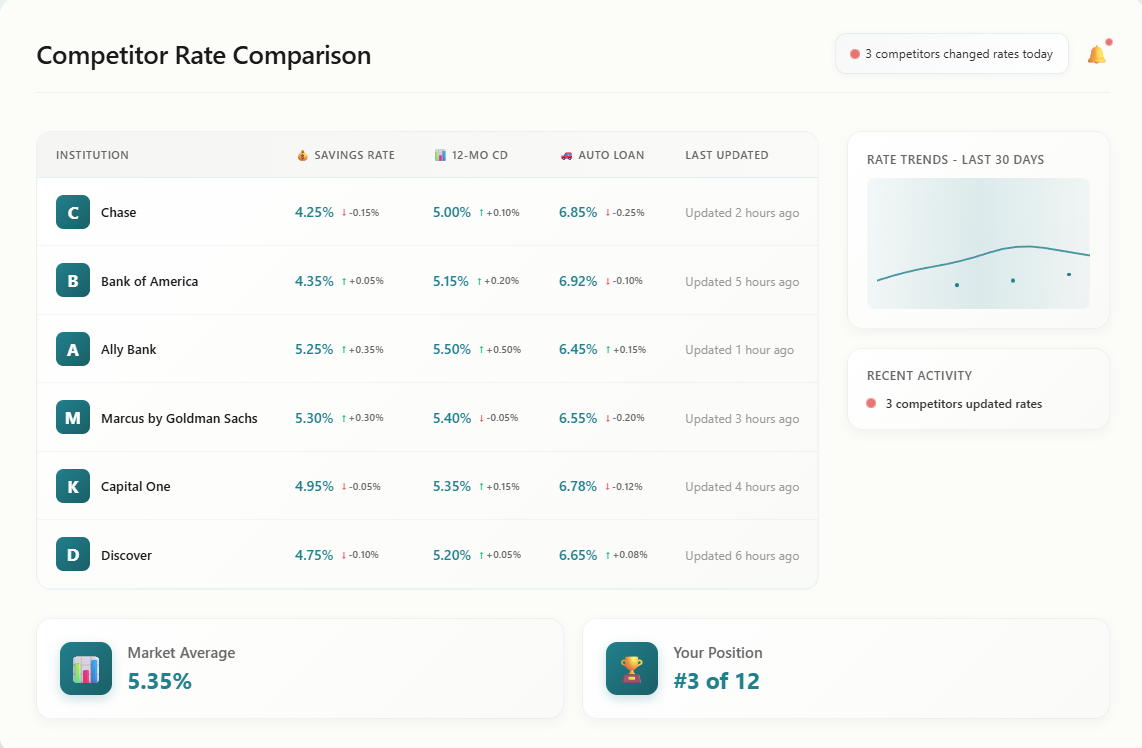 Competitor Rate Comparison
3 competitors changed rates today
INSTITUTION SAVINGS RATE 12-MO CD AUTO LOAN LAST UPDATED
C Chase 4.25% ↓ -0.15% 5.00% ↑ +0.10% 6.85% ↓ -0.25% Updated 2 hours ago
B Bank of America 4.35% ↑ +0.05% 5.15% ↑ +0.20% 6.92% ↓ -0.10% Updated 5 hours ago
A Ally Bank 5.25% ↑ +0.35% 5.50% ↑ +0.50% 6.45% ↑ +0.15% Updated 1 hour ago
M Marcus by Goldman Sachs 5.30% ↑ +0.30% 5.40% ↓ -0.05% 6.55% ↓ -0.20% Updated 3 hours ago
K Capital One 4.95% ↓ -0.05% 5.35% ↑ +0.15% 6.78% ↓ -0.12% Updated 4 hours ago
D Discover 4.75% ↓ -0.10% 5.20% ↑ +0.05% 6.65% ↑ +0.08% Updated 6 hours ago
RATE TRENDS - LAST 30 DAYS
RECENT ACTIVITY
3 competitors updated rates
Market Average
5.35%
Your Position
#3 of 12